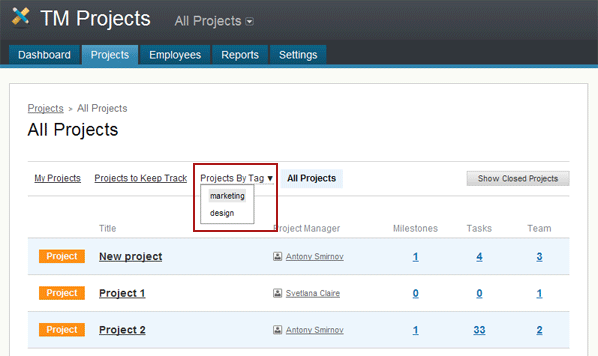 TM Projects All Projects
Dashboard Projects Employees Reports Settings
Projects » All Projects
All Projects
My Projects Projects to Keep Track Projects By Tag ▼ All Projects Show Closed Projects
marketing
design
Title Project Manager Milestones Tasks Team
Project New project Antony Smirnov 1 4 3
Project Project 1 Svetlana Claire 0 0 1
Project Project 2 Antony Smirnov 1 33 2